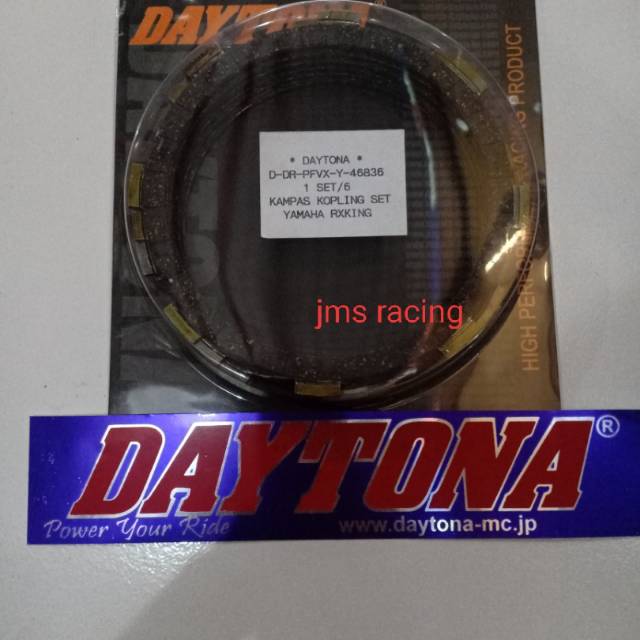 DAYTONA
HIGH PERFORMANCE RACING PRODUCT
* DAYTONA *
D-DR-PFVX-Y-46836
1 SET/6
KAMPAS KOPLING SET
YAMAHA RXKING
jms racing
DAYTONA®
Power Your Ride
www.daytona-mc.jp